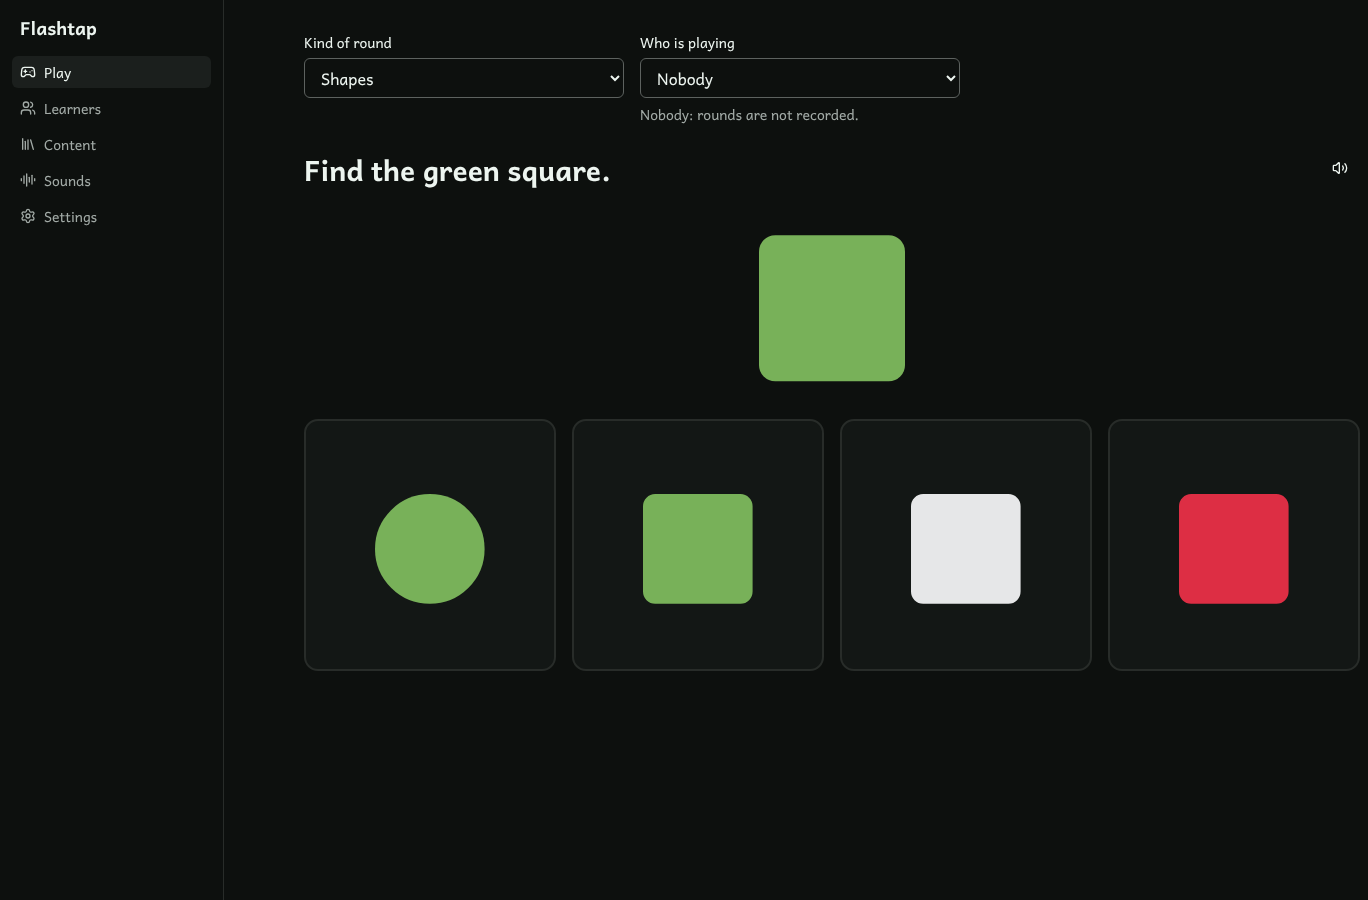 Flashtap
Play
Learners
Content
Sounds
Settings
Kind of round
Shapes
Who is playing
Nobody
Nobody: rounds are not recorded.
Find the green square.